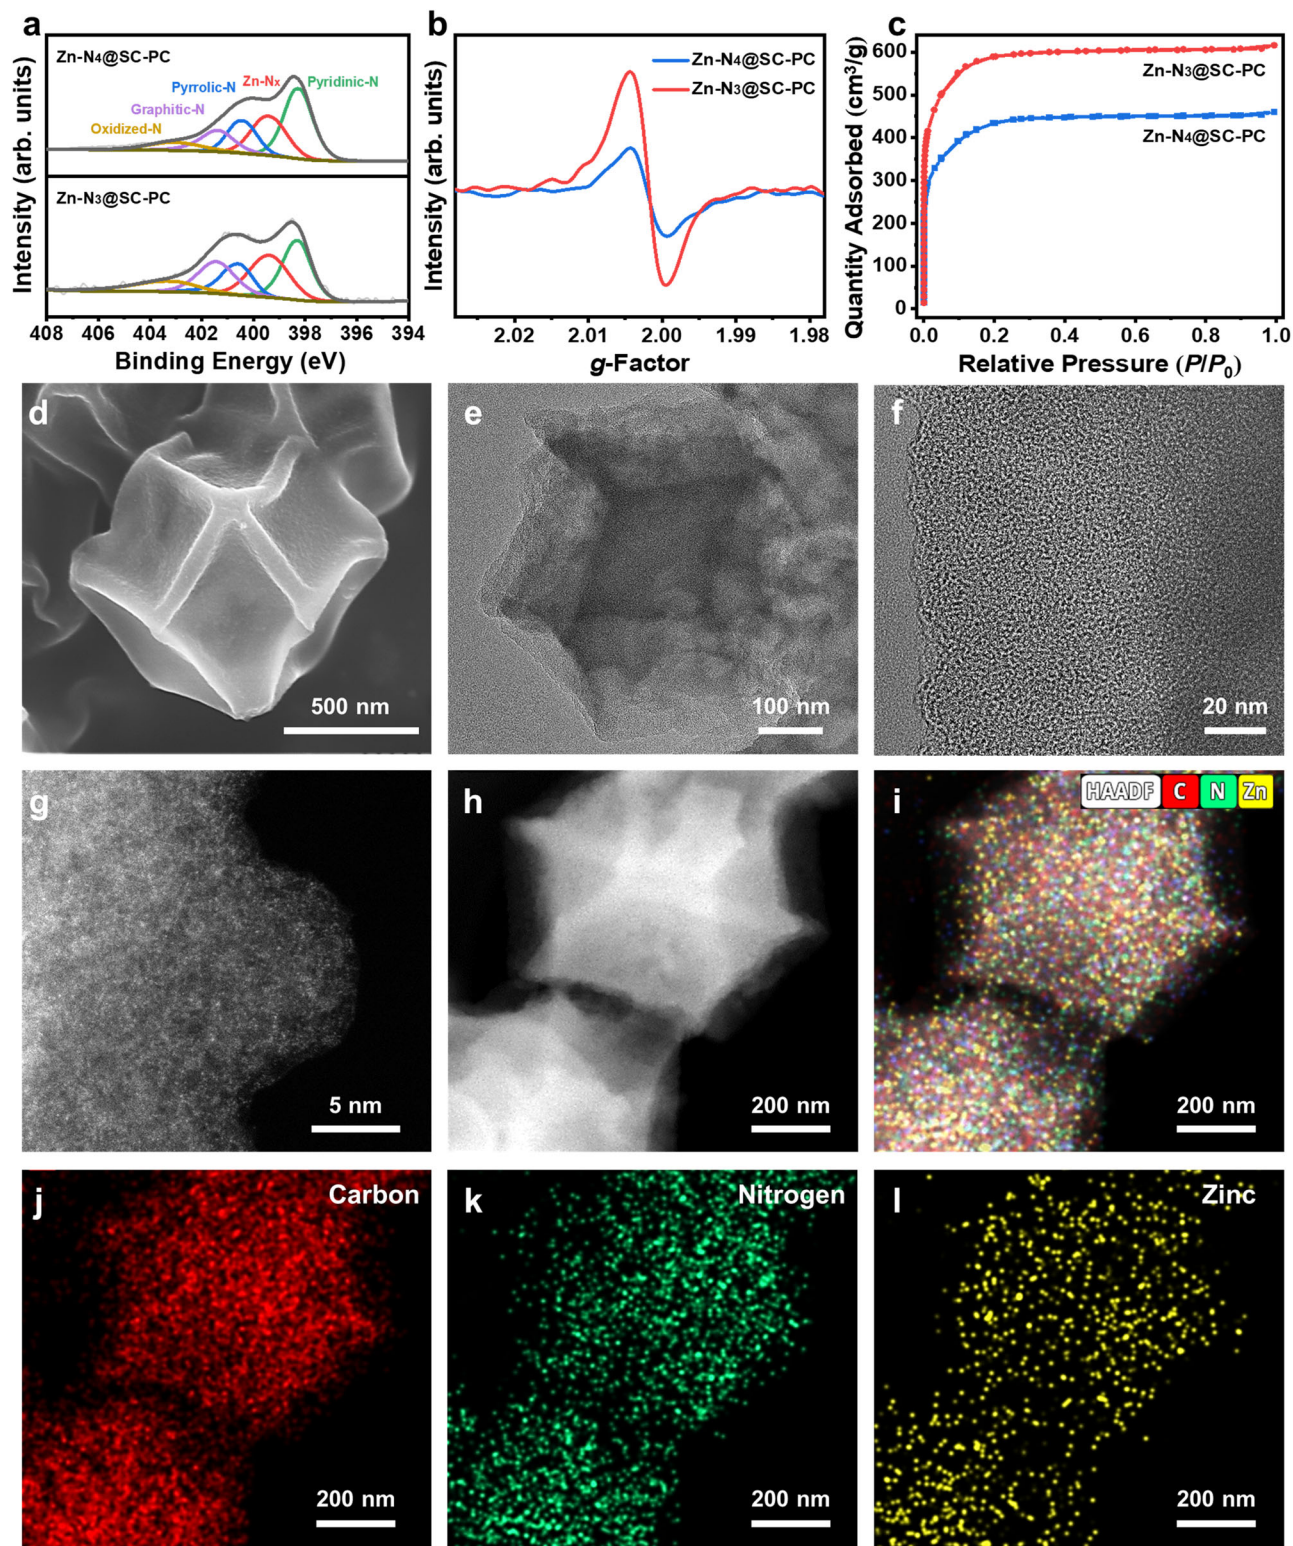 a
Zn-N4@SC-PC
Pyrrolic-N
Zn-Nx
Pyridinic-N
Graphitic-N
Oxidized-N
Zn-N3@SC-PC
Intensity (arb. units)
408 406 404 402 400 398 396 394
Binding Energy (eV)
b
Zn-N4@SC-PC
Zn-N3@SC-PC
Intensity (arb. units)
2.02 2.01 2.00 1.99 1.98
g-Factor
c
600
500
400
300
200
100
0
Zn-N3@SC-PC
Zn-N4@SC-PC
Quantity Adsorbed (cm³/g)
0.0 0.2 0.4 0.6 0.8 1.0
Relative Pressure (P/P₀)
d
500 nm
e
100 nm
f
20 nm
g
5 nm
h
200 nm
i
HAADF C N Zn
200 nm
j
Carbon
200 nm
k
Nitrogen
200 nm
l
Zinc
200 nm